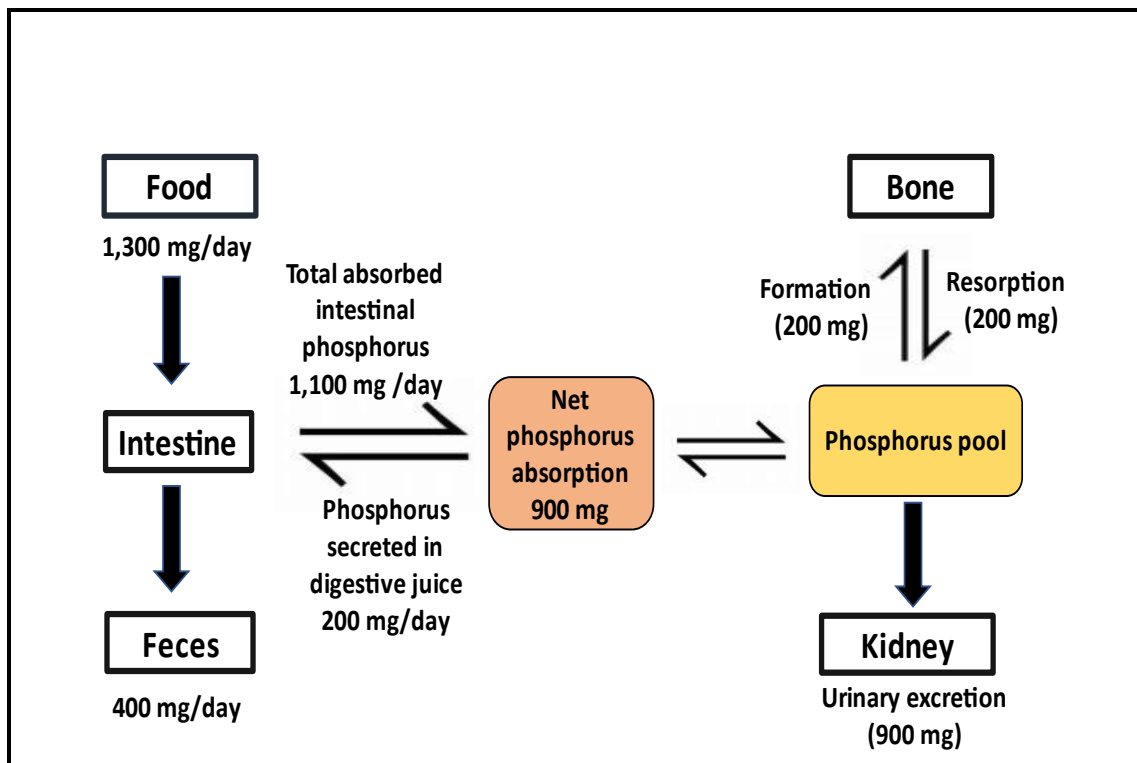 Food
1,300 mg/day
Total absorbed
intestinal
phosphorus
1,100 mg /day
Intestine
Phosphorus
secreted in
digestive juice
200 mg/day
Feces
400 mg/day
Net
phosphorus
absorption
900 mg
Bone
Formation
(200 mg)
Resorption
(200 mg)
Phosphorus pool
Kidney
Urinary excretion
(900 mg)